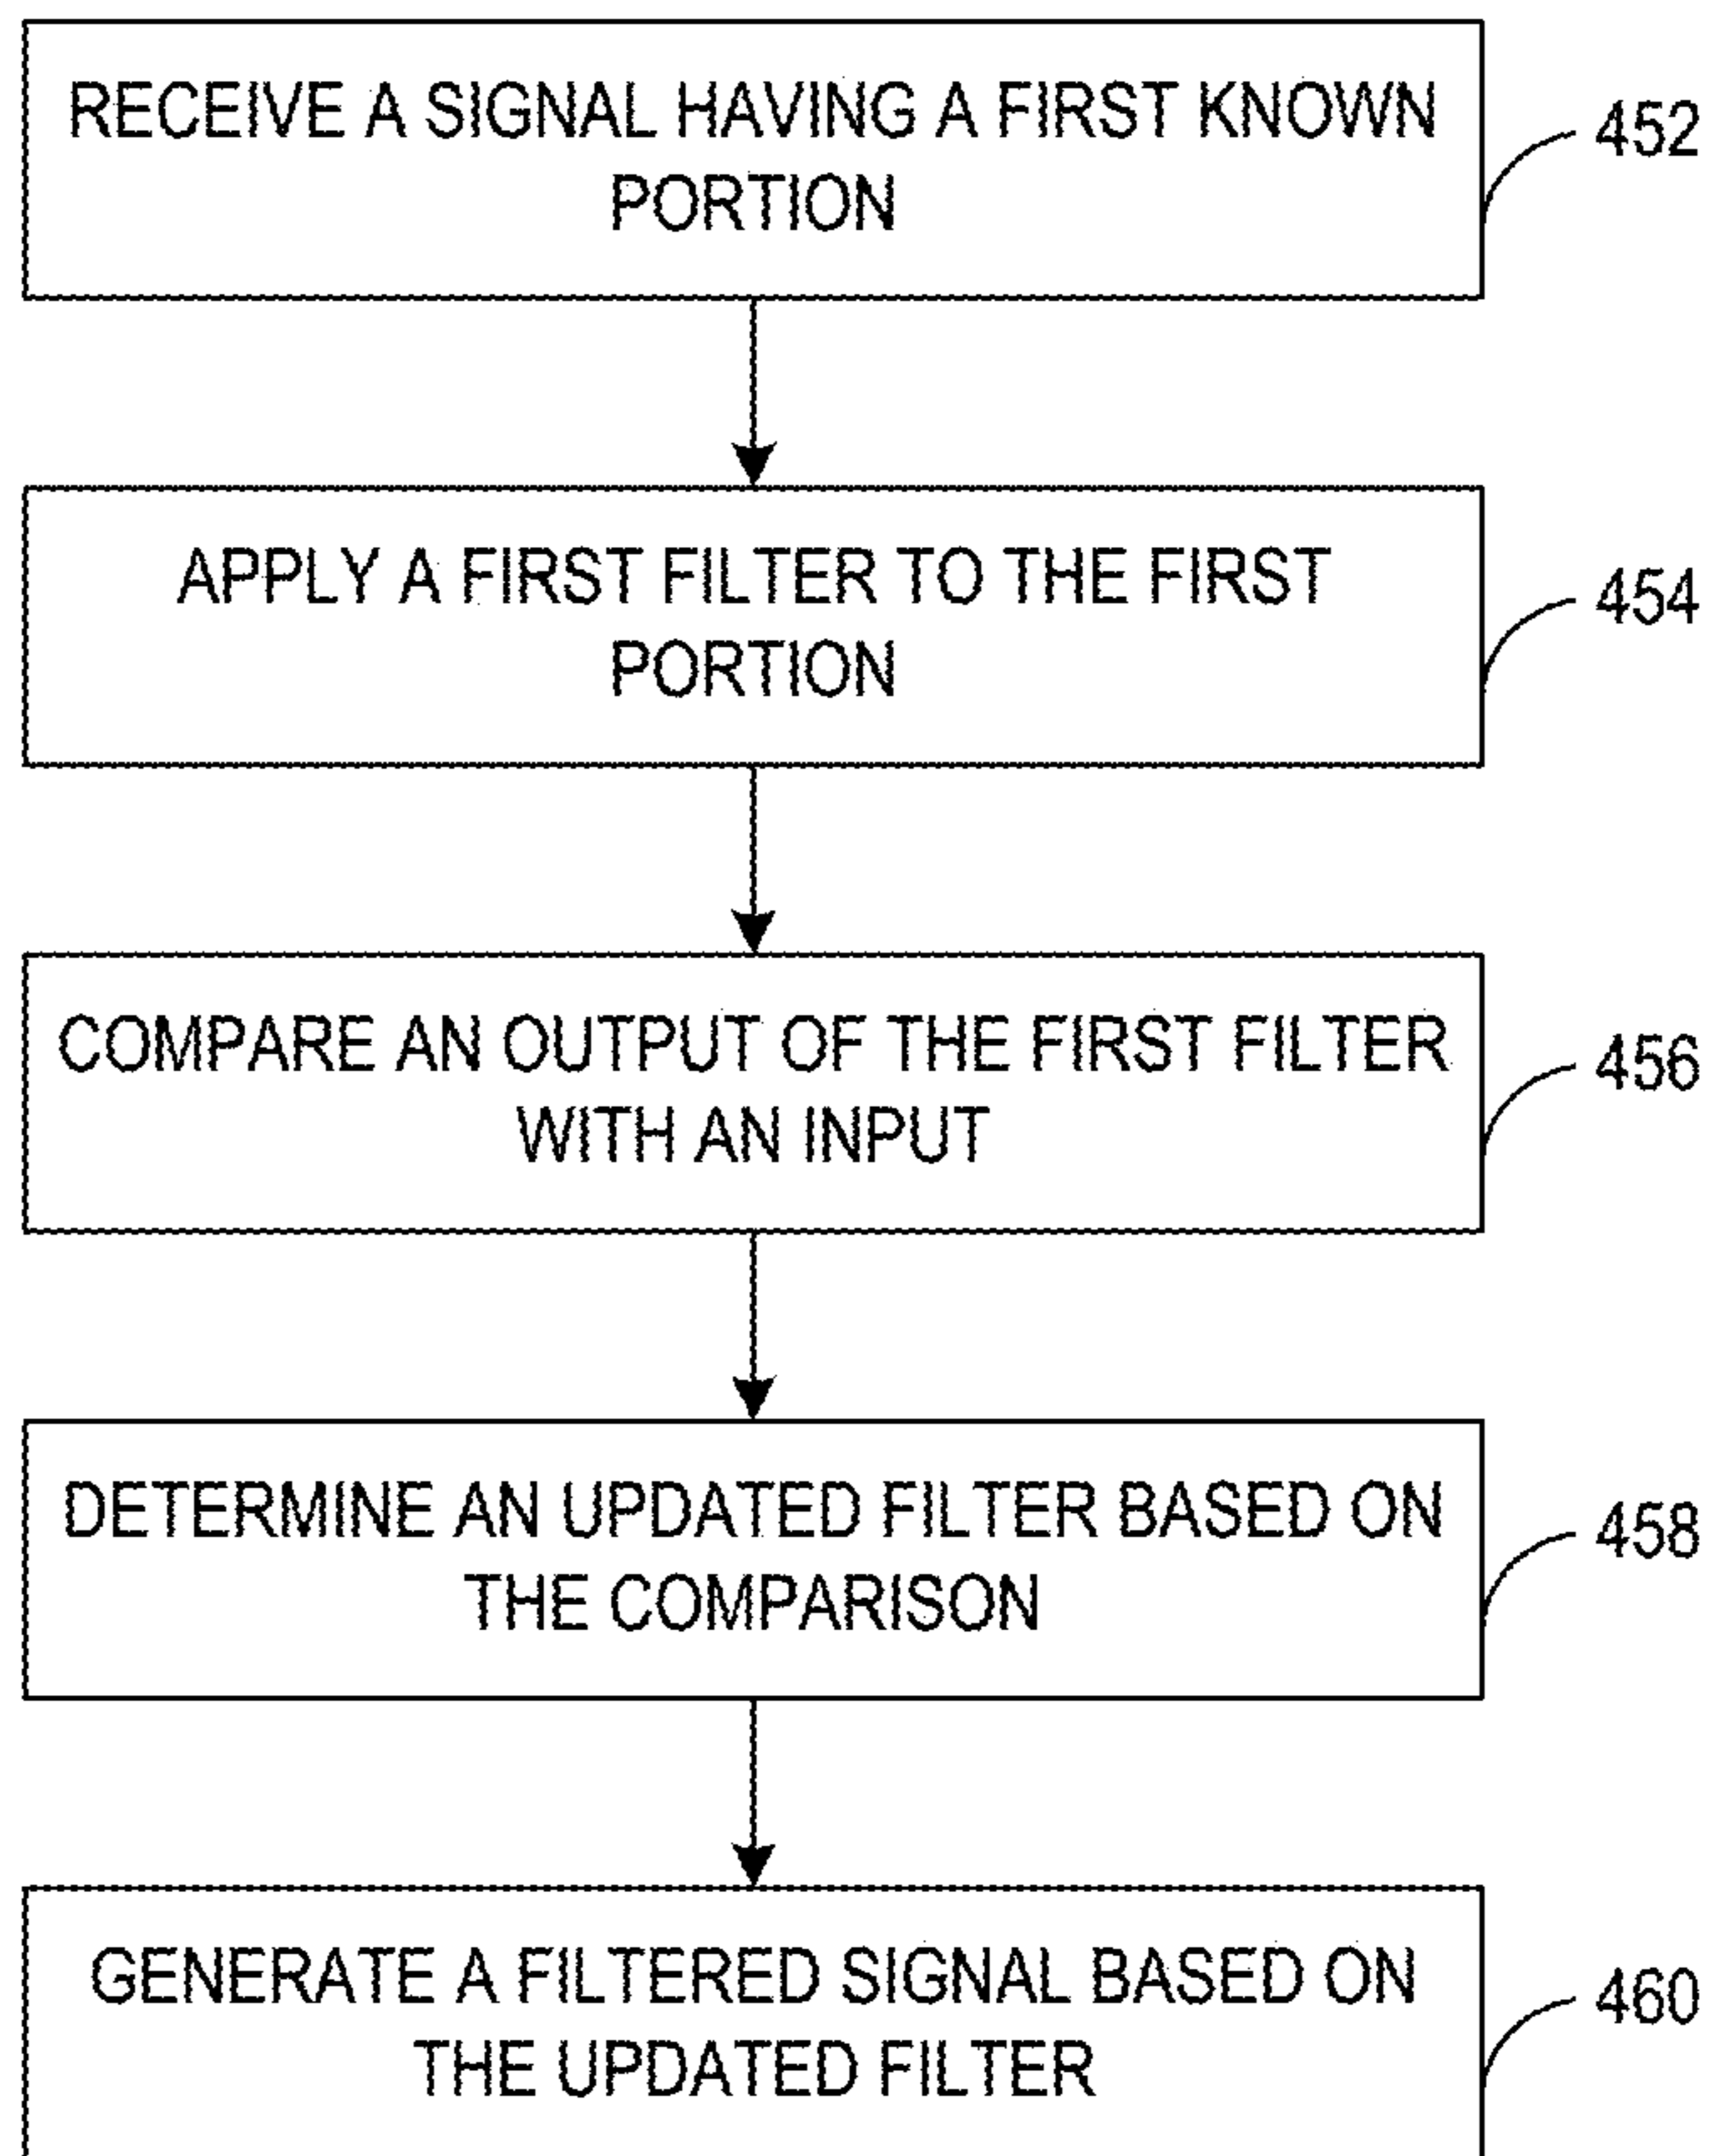 RECEIVE A SIGNAL HAVING A FIRST KNOWN
PORTION
452
APPLY A FIRST FILTER TO THE FIRST
PORTION
454
COMPARE AN OUTPUT OF THE FIRST FILTER
WITH AN INPUT
456
DETERMINE AN UPDATED FILTER BASED ON
THE COMPARISON
458
GENERATE A FILTERED SIGNAL BASED ON
THE UPDATED FILTER
460